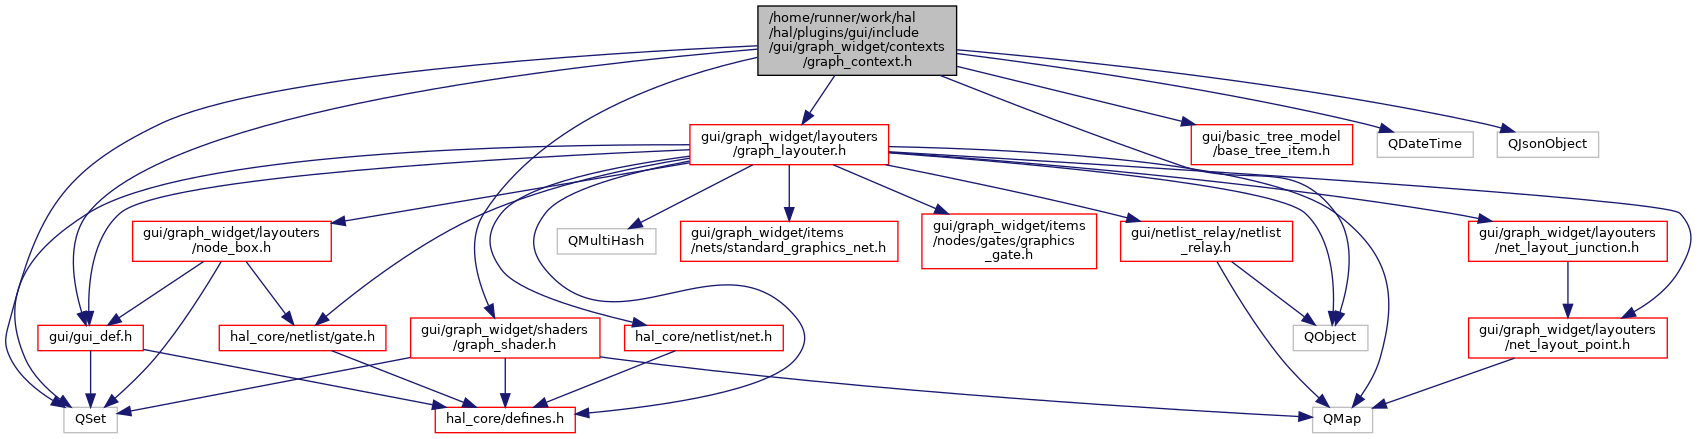 /home/runner/work/hal
/hal/plugins/gui/include
/gui/graph_widget/contexts
/graph_context.h
gui/graph_widget/layouters
/graph_layouter.h
gui/basic_tree_model
/base_tree_item.h
QDateTime
QJsonObject
gui/graph_widget/layouters
/node_box.h
QMultiHash
gui/graph_widget/items
/nets/standard_graphics_net.h
gui/graph_widget/items
/nodes/gates/graphics
_gate.h
gui/netlist_relay/netlist
_relay.h
gui/graph_widget/layouters
/net_layout_junction.h
gui/gui_def.h
hal_core/netlist/gate.h
gui/graph_widget/shaders
/graph_shader.h
hal_core/netlist/net.h
QObject
gui/graph_widget/layouters
/net_layout_point.h
QSet
hal_core/defines.h
QMap